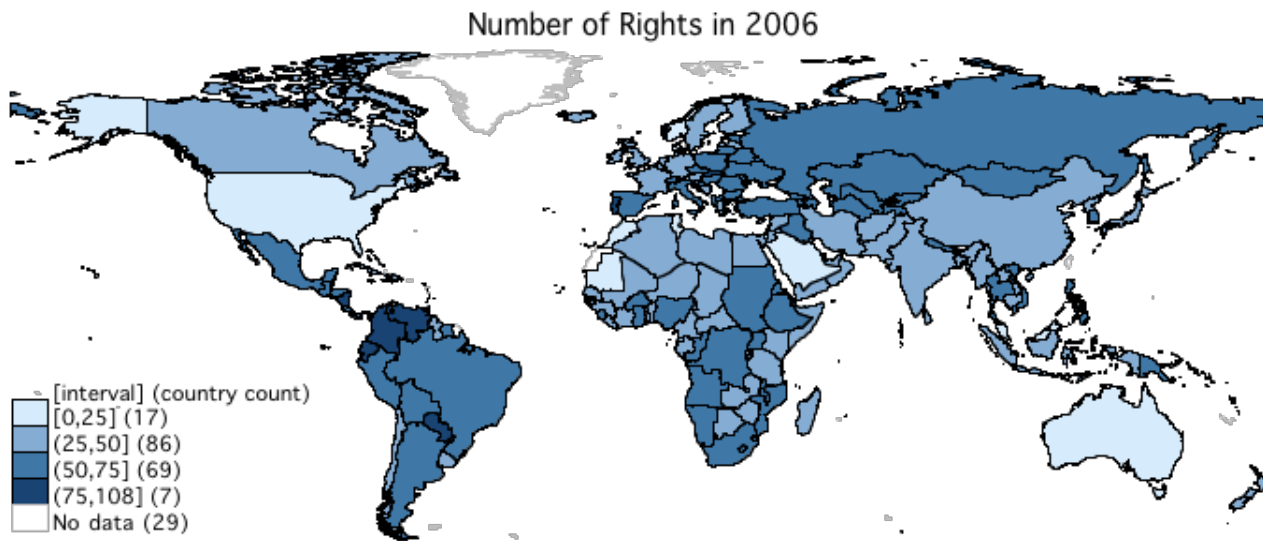 Number of Rights in 2006
[interval] (country count)
[0,25] (17)
(25,50] (86)
(50,75] (69)
(75,108] (7)
No data (29)